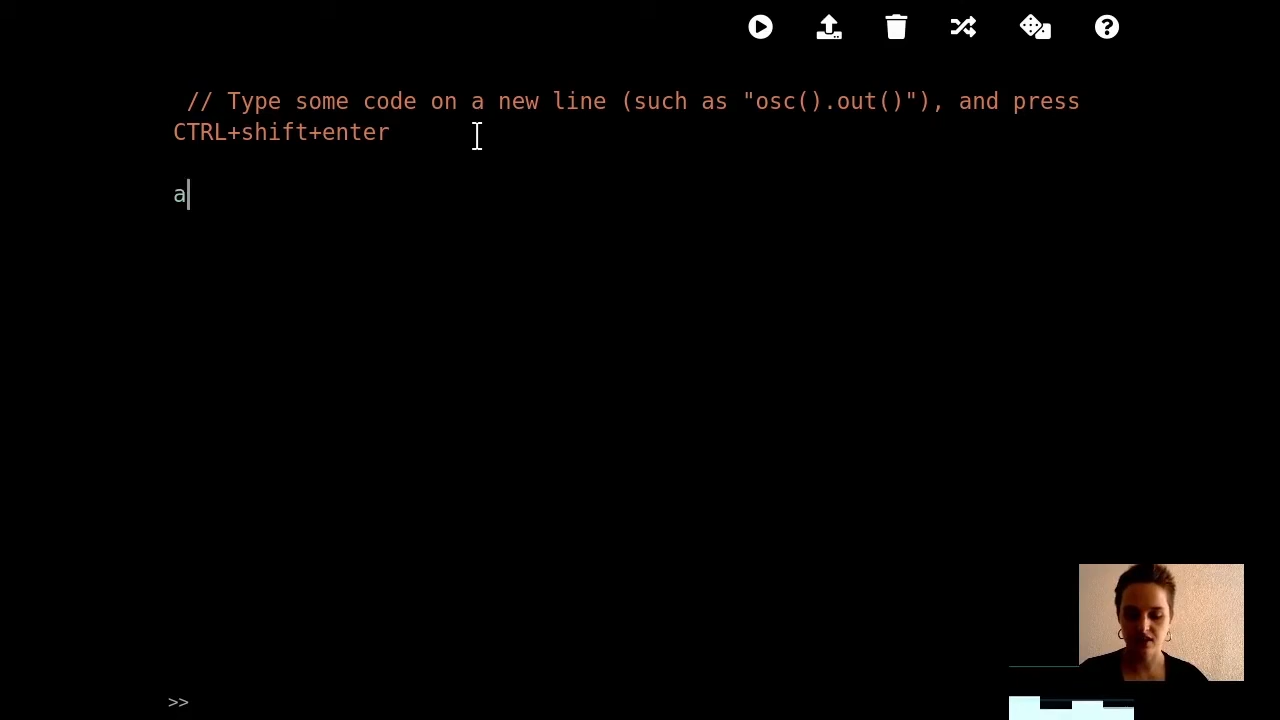 // Type some code on a new line (such as "osc().out()"), and press
CTRL+shift+enter
a
>>